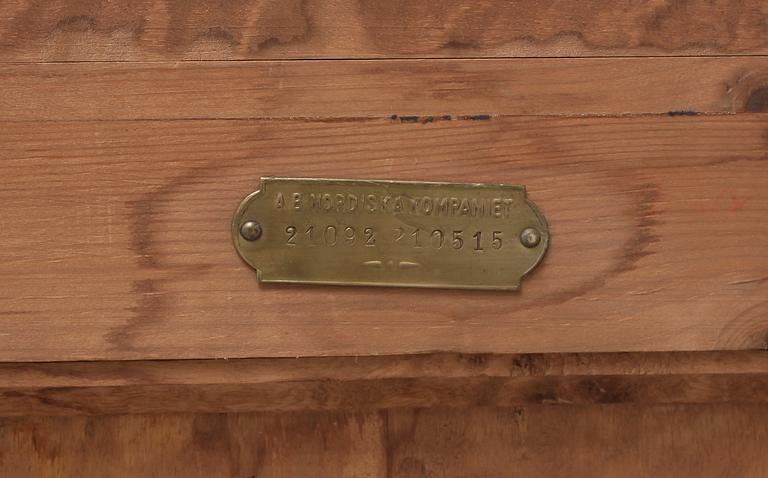 A B NORDISKA KOMPANIET
21092 210515